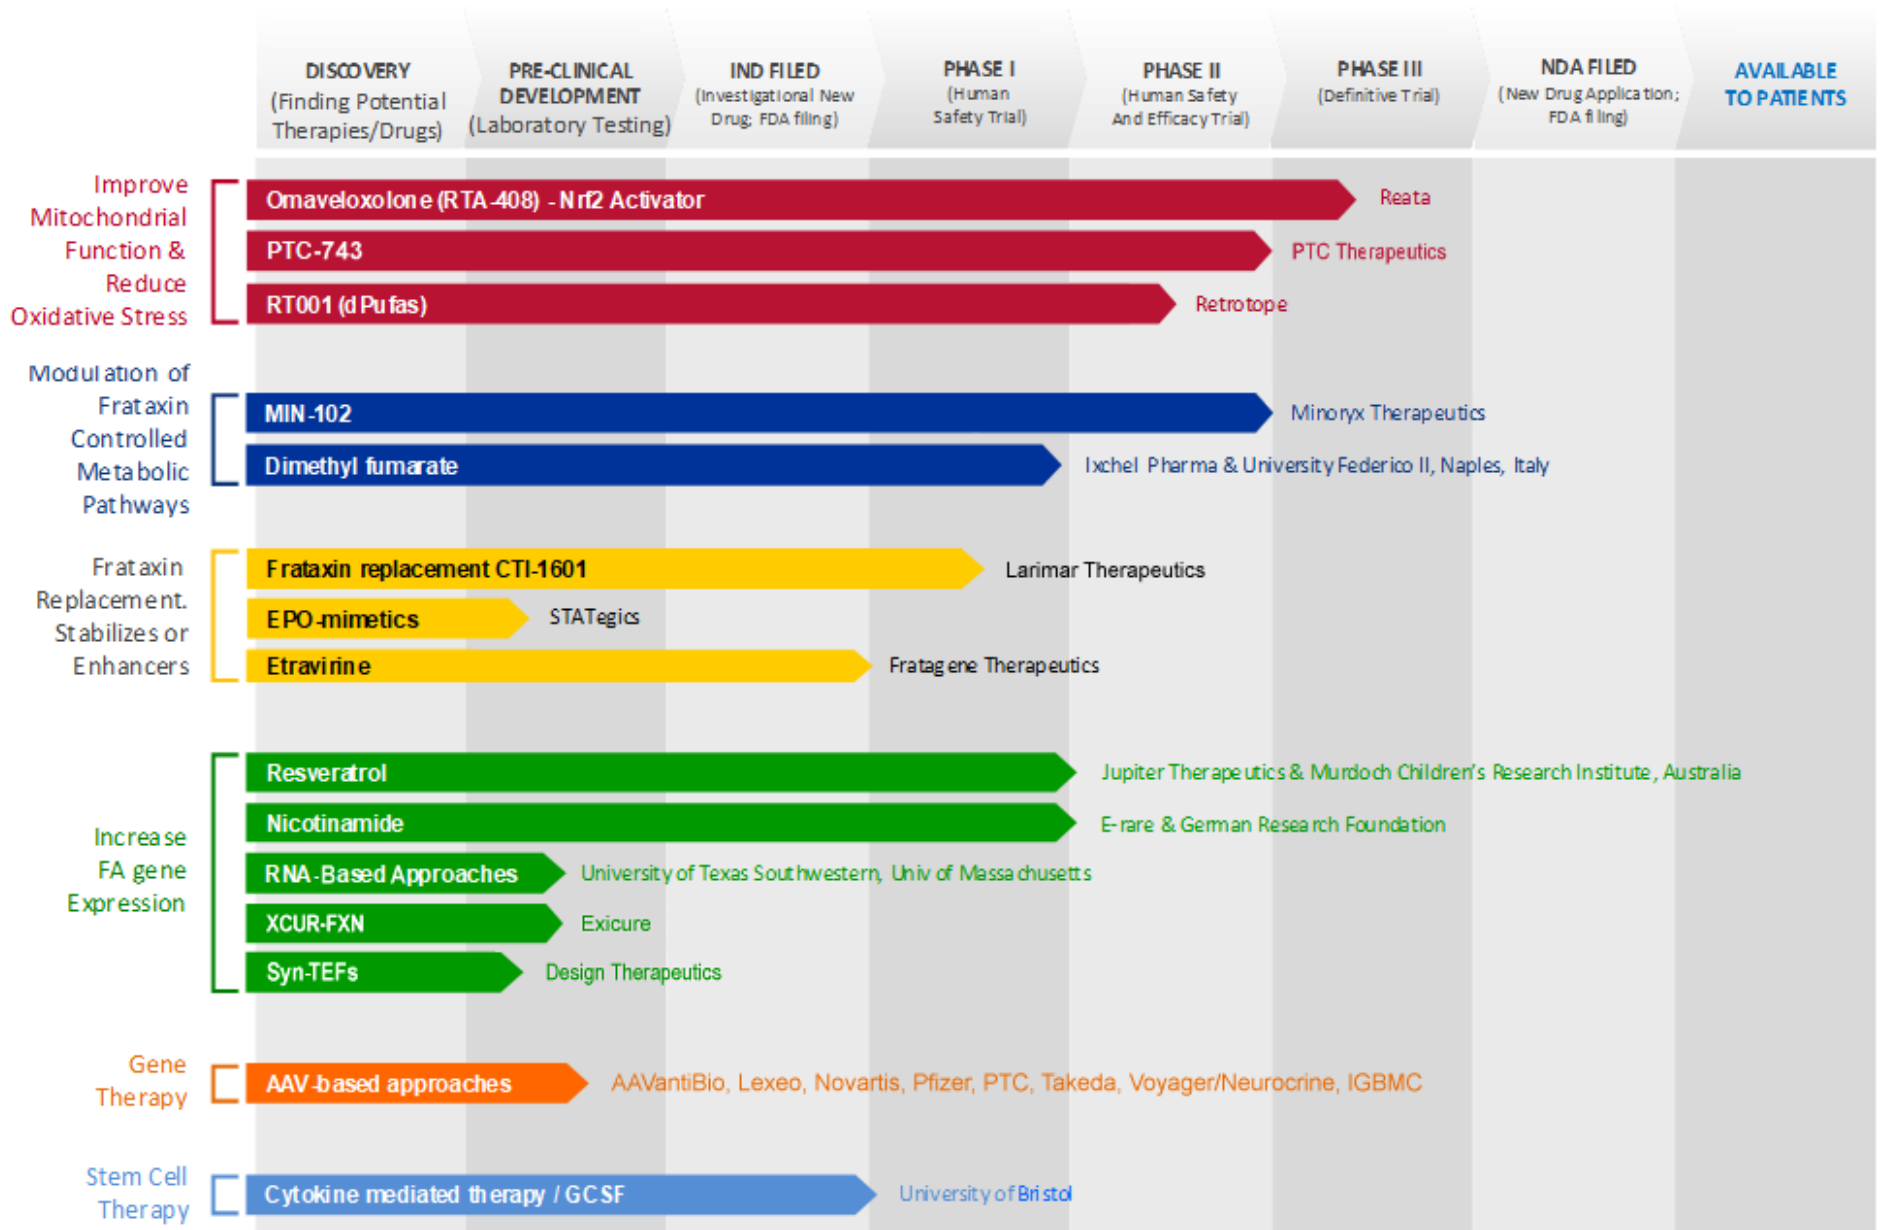 DISCOVERY
(Finding Potential
Therapies/Drugs)
PRE-CLINICAL
DEVELOPMENT
(Laboratory Testing)
IND FILED
(Investigational New
Drug; FDA filing)
PHASE I
(Human
Safety Trial)
PHASE II
(Human Safety
And Efficacy Trial)
PHASE III
(Definitive Trial)
NDA FILED
(New Drug Application;
FDA filing)
AVAILABLE
TO PATIENTS
Improve
Mitochondrial
Function &
Reduce
Oxidative Stress
Omaveloxolone (RTA-408) - Nrf2 Activator
Reata
PTC-743
PTC Therapeutics
RT001 (dPufas)
Retrotope
Modulation of
Frataxin
Controlled
Metabolic
Pathways
MIN-102
Minoryx Therapeutics
Dimethyl fumarate
Ixchel Pharma & University Federico II, Naples, Italy
Frataxin
Replacement.
Stabilizes or
Enhancers
Frataxin replacement CTI-1601
Larimar Therapeutics
EPO-mimetics
STATegics
Etravirine
Fratagene Therapeutics
Increase
FA gene
Expression
Resveratrol
Jupiter Therapeutics & Murdoch Children's Research Institute, Australia
Nicotinamide
E-rare & German Research Foundation
RNA-Based Approaches
University of Texas Southwestern, Univ of Massachusetts
XCUR-FXN
Exicure
Syn-TEFs
Design Therapeutics
Gene
Therapy
AAV-based approaches
AAVantiBio, Lexeo, Novartis, Pfizer, PTC, Takeda, Voyager/Neurocrine, IGBMC
Stem Cell
Therapy
Cytokine mediated therapy / GCSF
University of Bristol